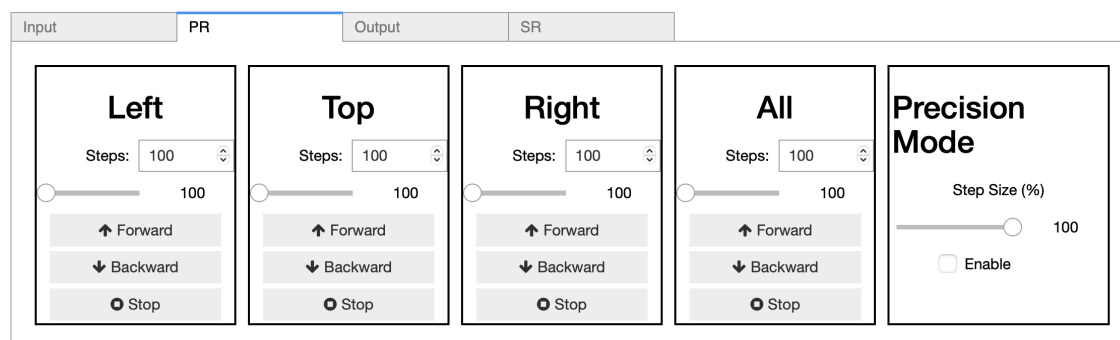 Input
PR
Output
SR
Left
Steps: 100
100
Forward
Backward
Stop
Top
Steps: 100
100
Forward
Backward
Stop
Right
Steps: 100
100
Forward
Backward
Stop
All
Steps: 100
100
Forward
Backward
Stop
Precision
Mode
Step Size (%)
100
Enable